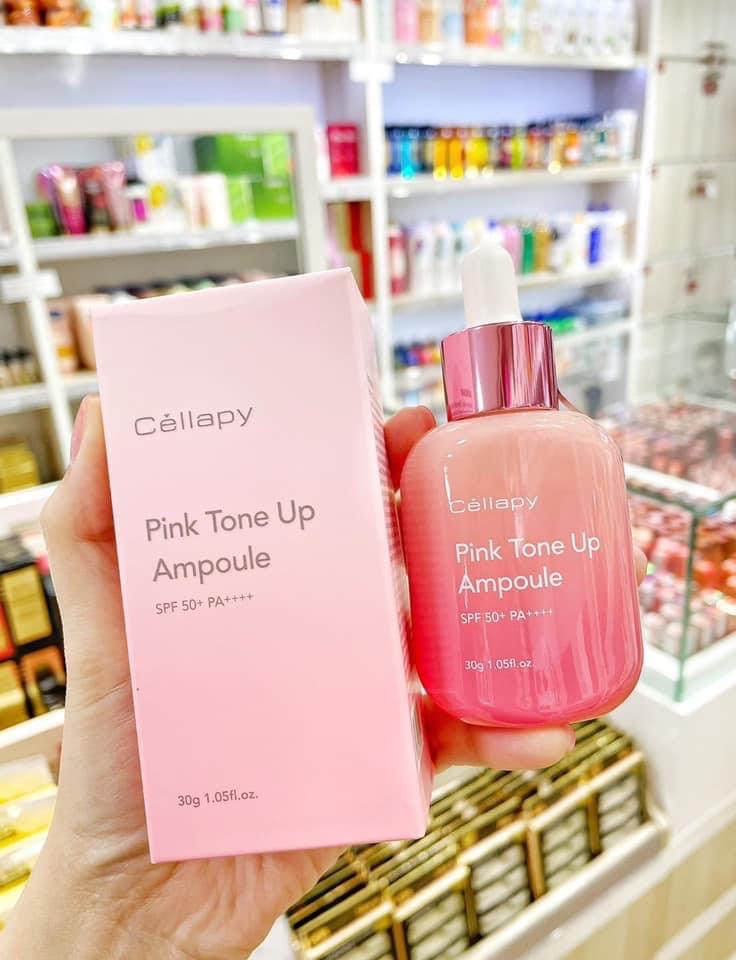 Cellapy
Pink Tone Up
Ampoule
SPF 50+ PA++++
30g 1.05fl.oz.
Cellapy
Pink Tone Up
Ampoule
SPF 50+ PA++++
30g 1.05fl.oz.